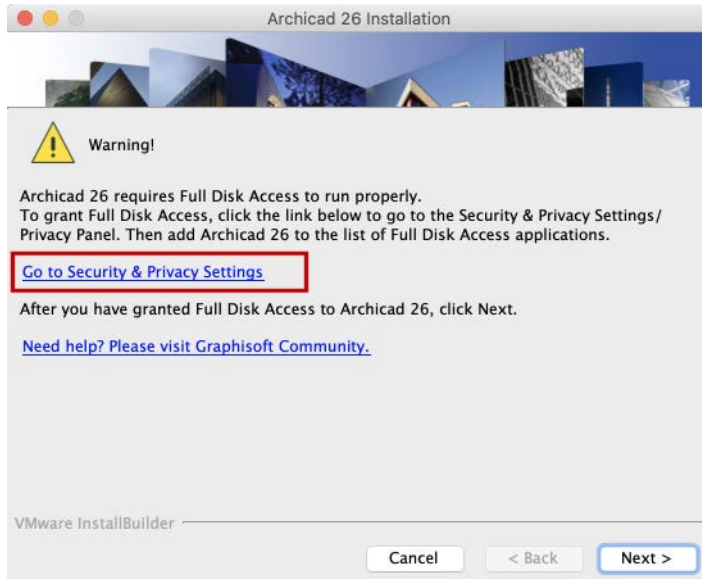 Archicad 26 Installation
Warning!
Archicad 26 requires Full Disk Access to run properly.
To grant Full Disk Access, click the link below to go to the Security & Privacy Settings/
Privacy Panel. Then add Archicad 26 to the list of Full Disk Access applications.
Go to Security & Privacy Settings
After you have granted Full Disk Access to Archicad 26, click Next.
Need help? Please visit Graphisoft Community.
VMware InstallBuilder
Cancel < Back Next >